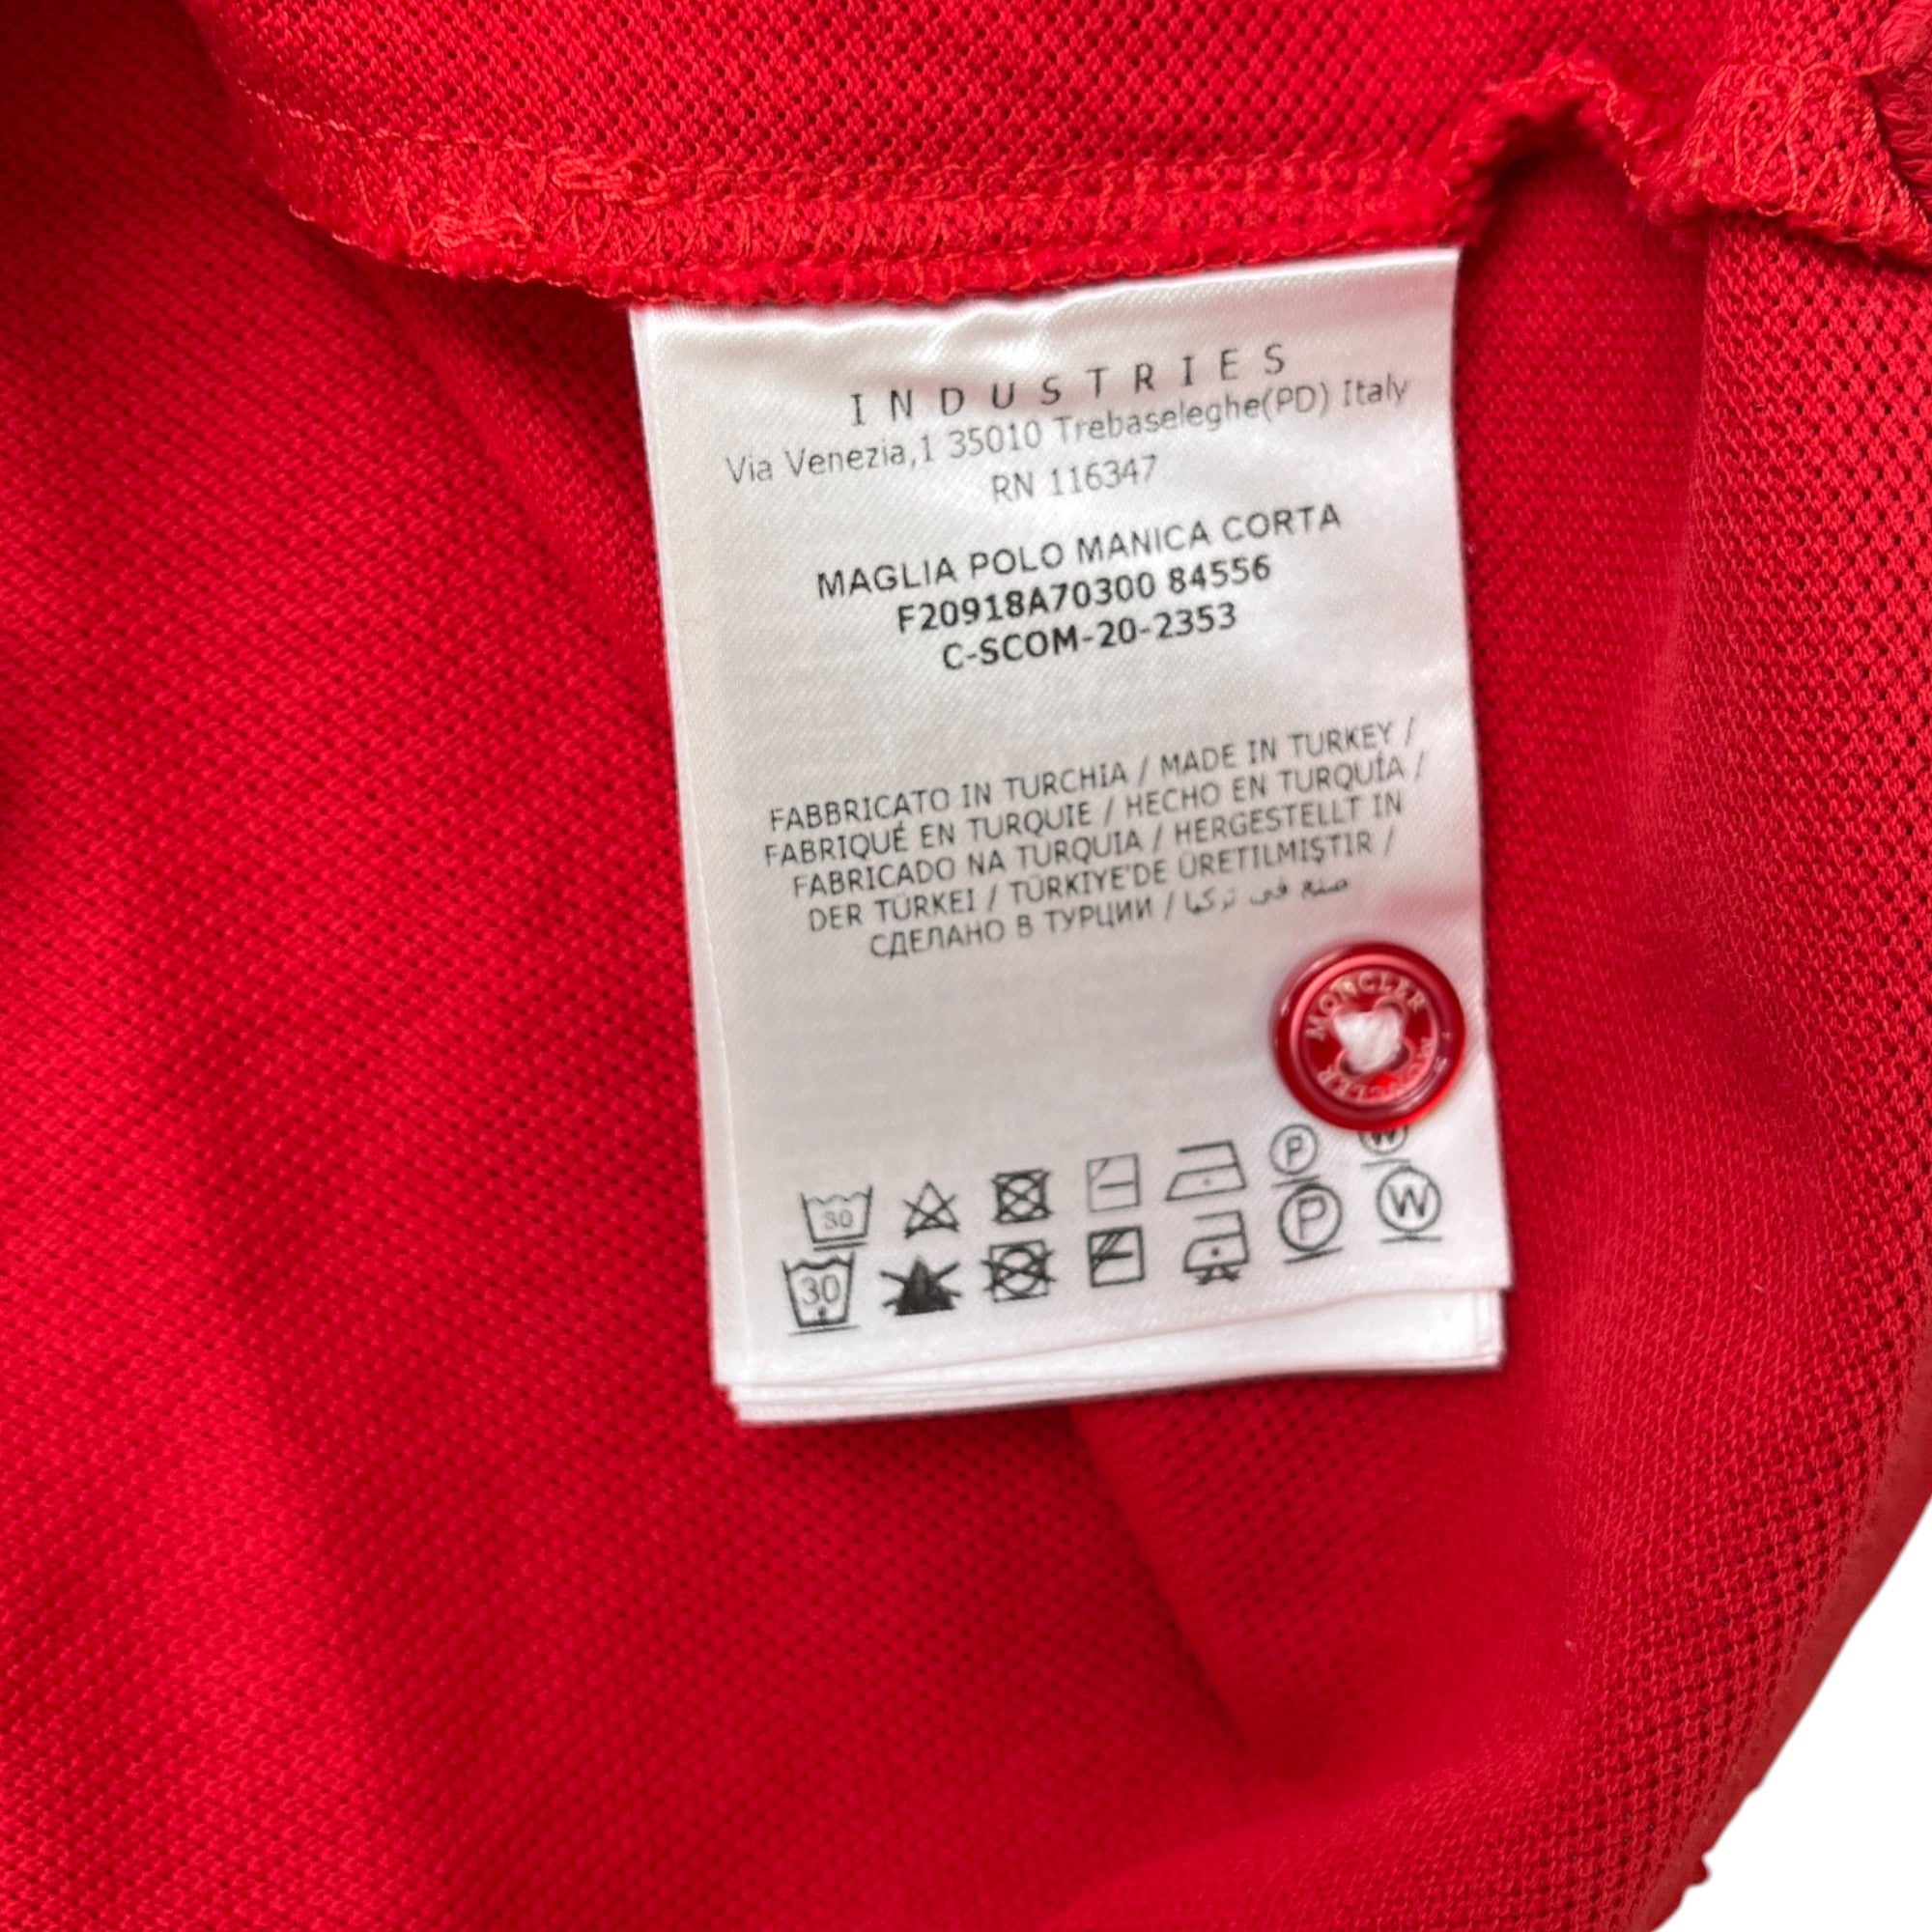 INDUSTRIES
Via Venezia,1 35010 Trebaseleghe(PD) Italy
RN 116347
MAGLIA POLO MANICA CORTA
F20918A70300 84556
C-SCOM-20-2353
FABBRICATO IN TURCHIA / MADE IN TURKEY /
FABRIQUÉ EN TURQUIE / HECHO EN TURQUÍA /
FABRICADO NA TURQUIA / HERGESTELLT IN
DER TÜRKEI / TÜRKIYE'DE ÜRETILMIŞTIR /
СДЕЛАНО В ТУРЦИИ / صنع في تركيا
MONCLER
MONCLER
30 P W
30 P W